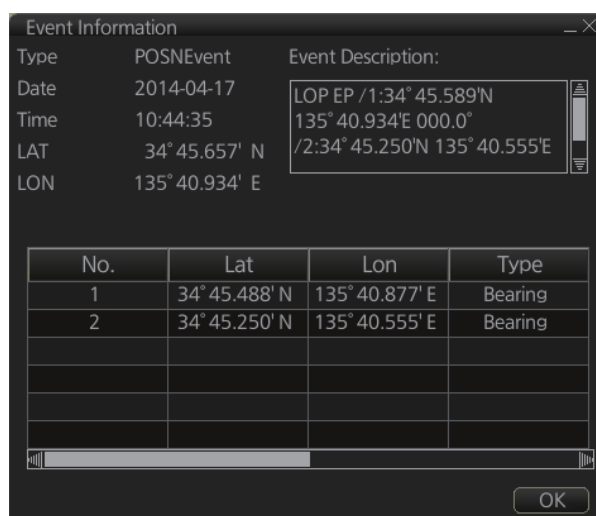 Event Information
Type POSNEvent
Date 2014-04-17
Time 10:44:35
LAT 34°45.657' N
LON 135°40.934' E
Event Description:
LOP EP /1:34°45.589'N
135°40.934'E 000.0°
/2:34°45.250'N 135°40.555'E
No. Lat Lon Type
1 34°45.488' N 135°40.877' E Bearing
2 34°45.250' N 135°40.555' E Bearing
OK